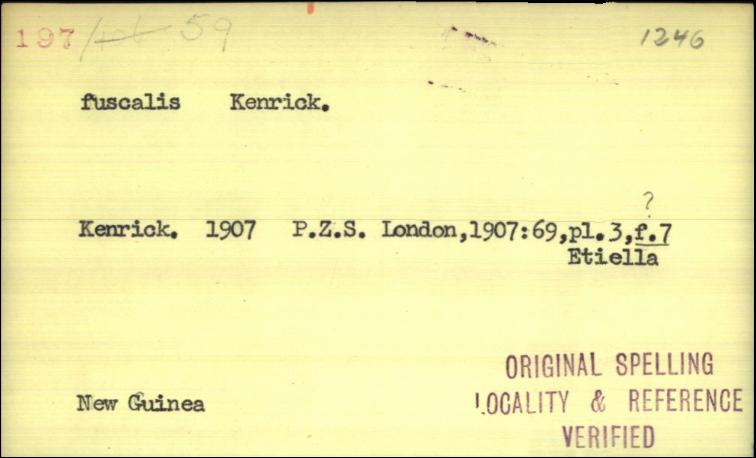 197 / 59 1246
fuscalis Kenrick.
?
Kenrick. 1907 P.Z.S. London,1907:69,pl.3,f.7
Etiella
New Guinea
ORIGINAL SPELLING
LOCALITY & REFERENCE
VERIFIED